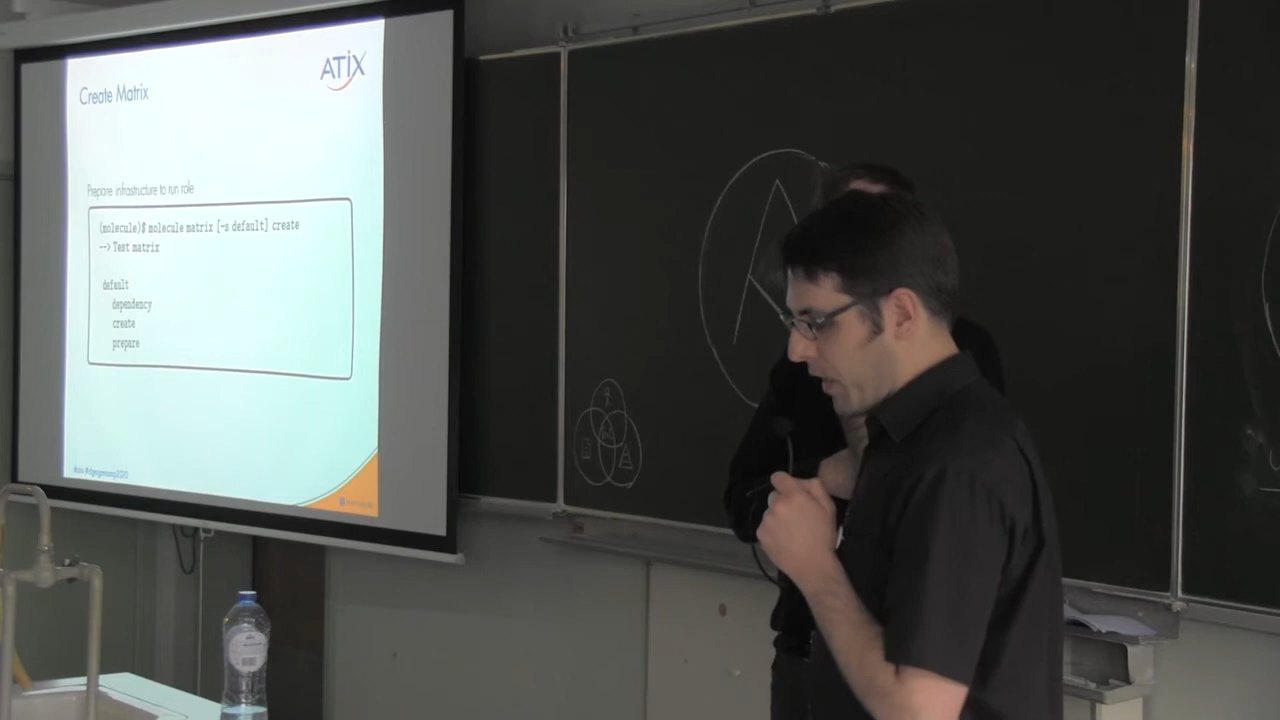 ATIX
Create Matrix
Prepare infrastructure to run role
(molecule)$ molecule matrix [-s default] create
--> Test matrix
default
dependency
create
prepare